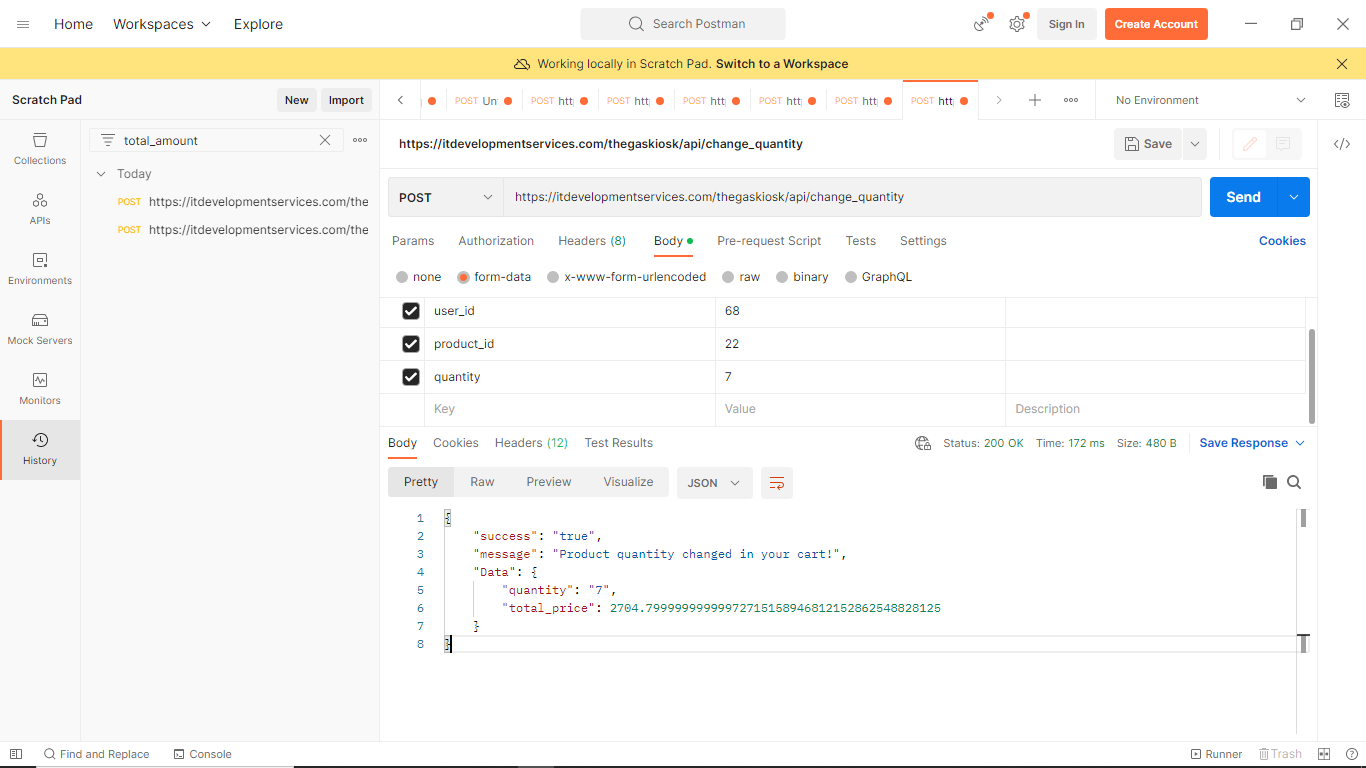 Home Workspaces Explore Search Postman Sign In Create Account
Working locally in Scratch Pad. Switch to a Workspace
Scratch Pad New Import POST Un POST htt POST htt POST htt POST htt POST htt POST htt No Environment
total_amount
https://itdevelopmentservices.com/thegaskiosk/api/change_quantity Save
Collections
Today
POST https://itdevelopmentservices.com/the
POST https://itdevelopmentservices.com/the
APIs
Environments
Mock Servers
Monitors
History
POST https://itdevelopmentservices.com/thegaskiosk/api/change_quantity Send
Params Authorization Headers (8) Body Pre-request Script Tests Settings Cookies
none form-data x-www-form-urlencoded raw binary GraphQL
user_id 68
product_id 22
quantity 7
Key Value Description
Body Cookies Headers (12) Test Results Status: 200 OK Time: 172 ms Size: 480 B Save Response
Pretty Raw Preview Visualize JSON
1 {
2 "success": "true",
3 "message": "Product quantity changed in your cart!",
4 "Data": {
5 "quantity": "7",
6 "total_price": 2704.79999999999972715158946812152862548828125
7 }
8 }
Find and Replace Console Runner Trash